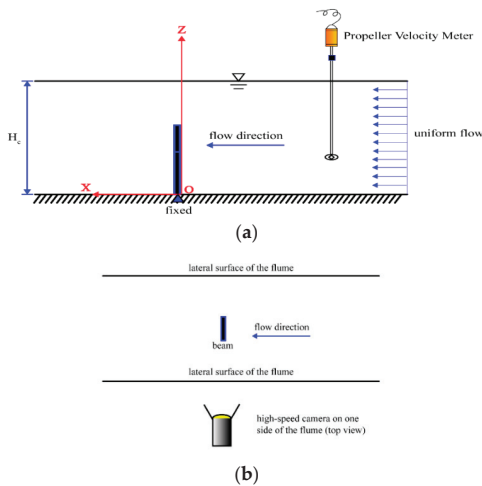 Z
Propeller Velocity Meter
H_c
flow direction
uniform flow
X
O
fixed
(a)
lateral surface of the flume
flow direction
beam
lateral surface of the flume
high-speed camera on one
side of the flume (top view)
(b)